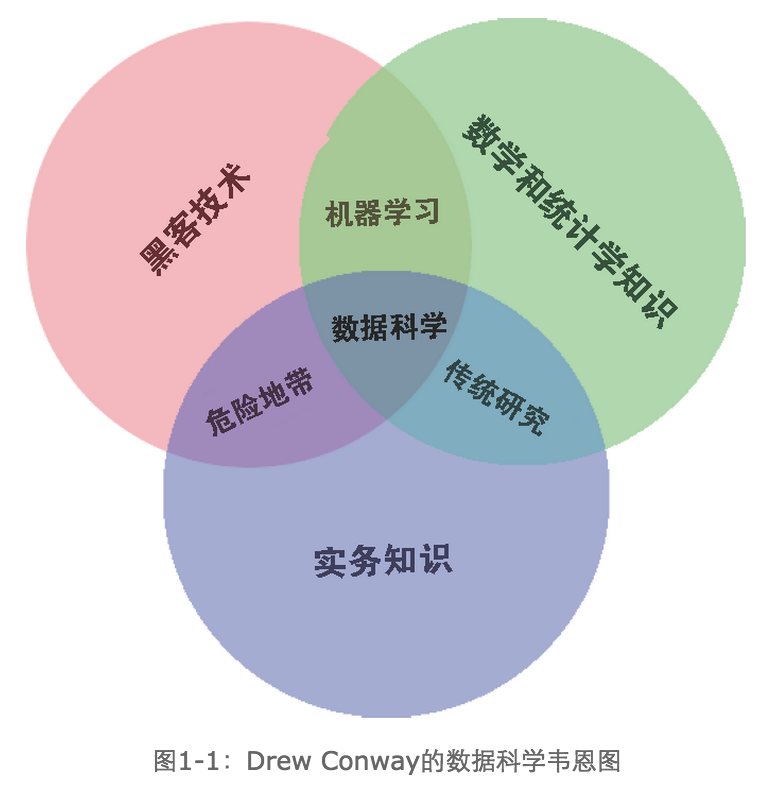 黑客技术
数学和统计学知识
机器学习
数据科学
危险地带
传统研究
实务知识
图1-1：Drew Conway的数据科学韦恩图